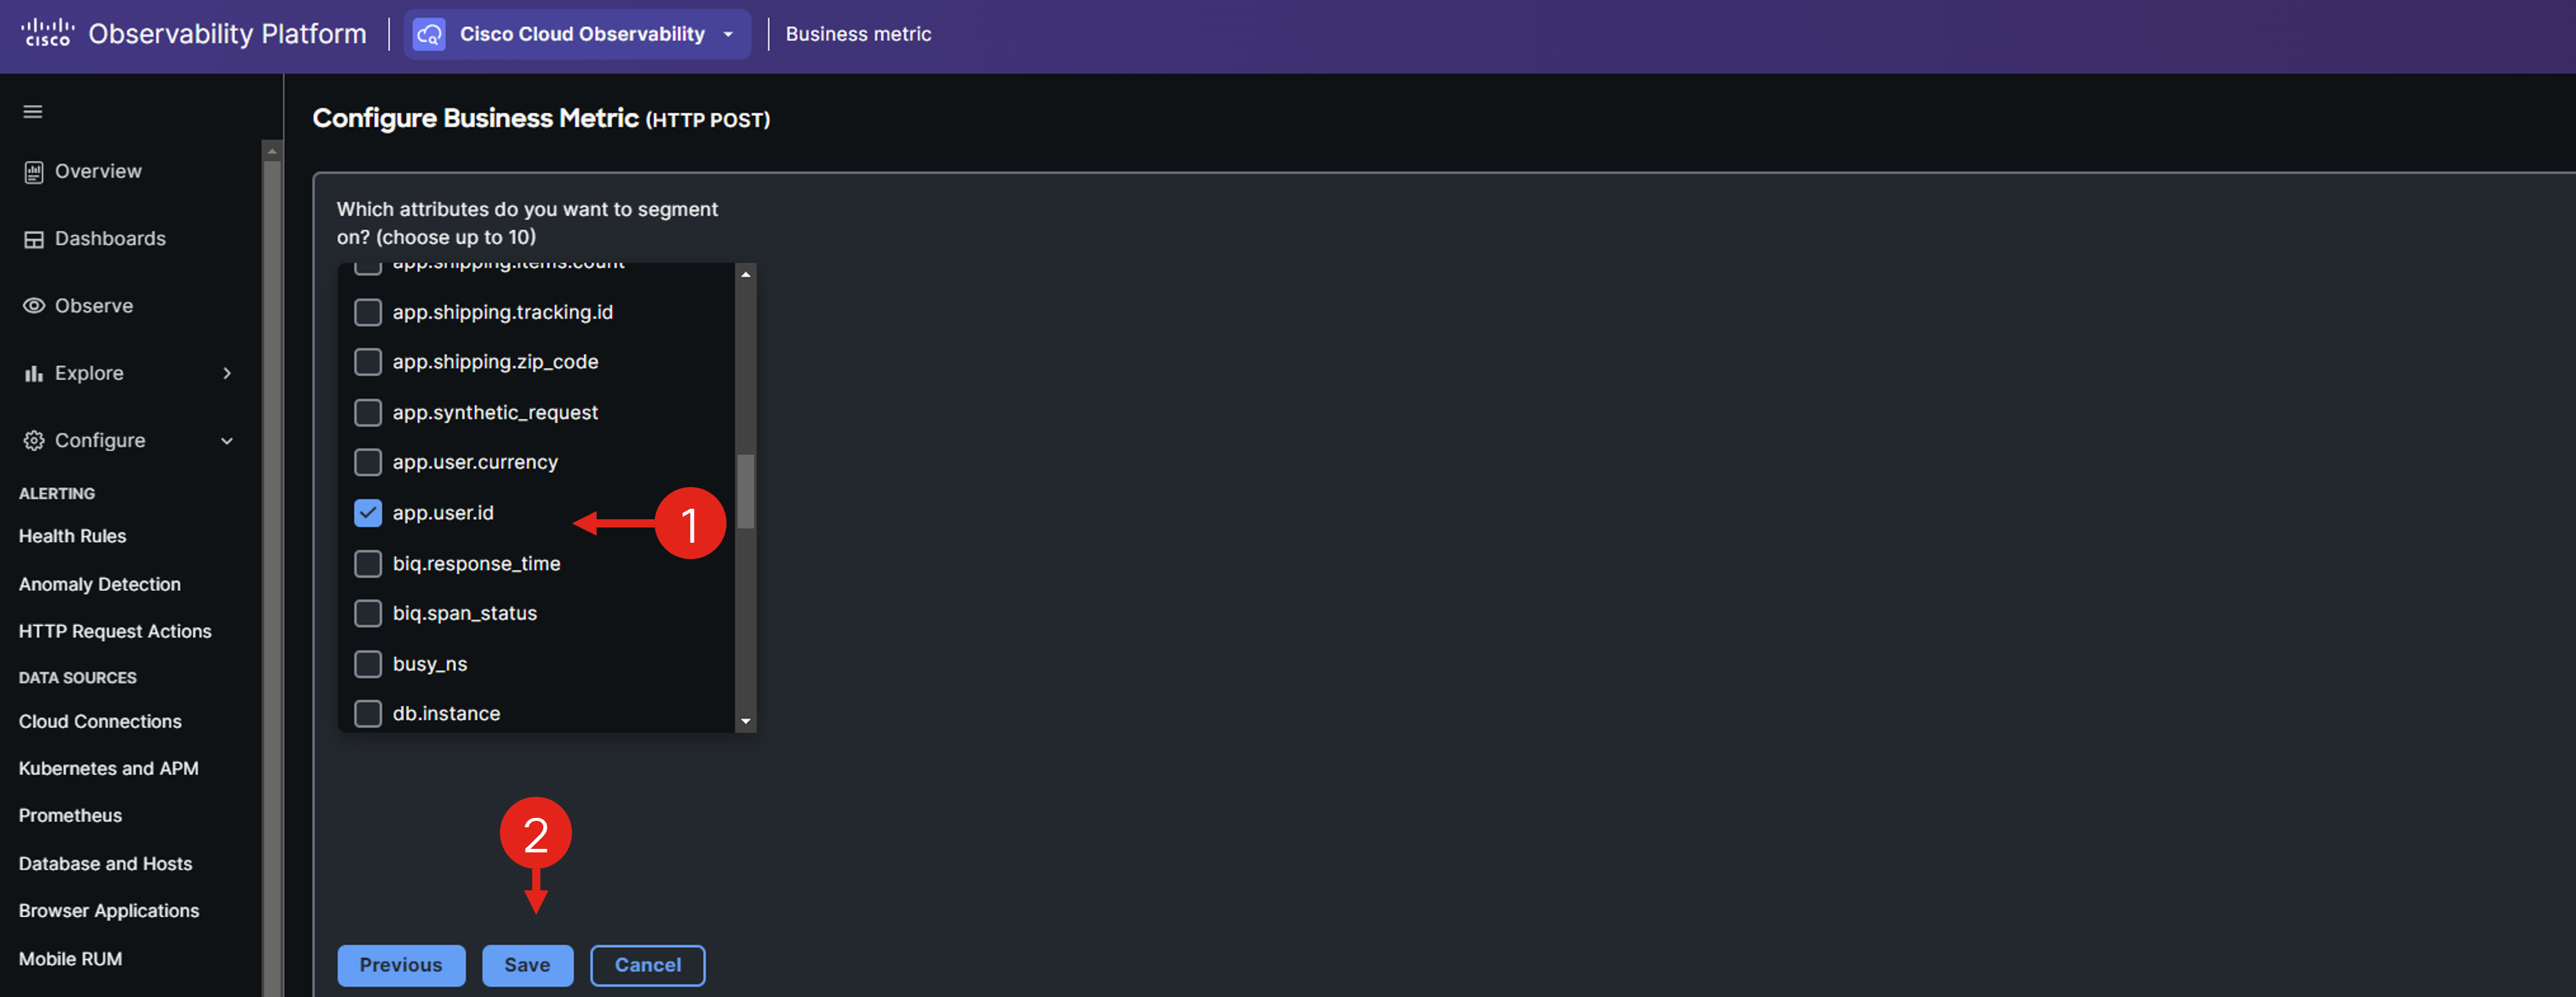 CISCO Observability Platform
Cisco Cloud Observability
Business metric
Configure Business Metric (HTTP POST)
Overview
Dashboards
Observe
Explore
Configure
ALERTING
Health Rules
Anomaly Detection
HTTP Request Actions
DATA SOURCES
Cloud Connections
Kubernetes and APM
Prometheus
Database and Hosts
Browser Applications
Mobile RUM
Which attributes do you want to segment
on? (choose up to 10)
app.shipping.items.count
app.shipping.tracking.id
app.shipping.zip_code
app.synthetic_request
app.user.currency
app.user.id
1
biq.response_time
biq.span_status
busy_ns
db.instance
2
Previous
Save
Cancel